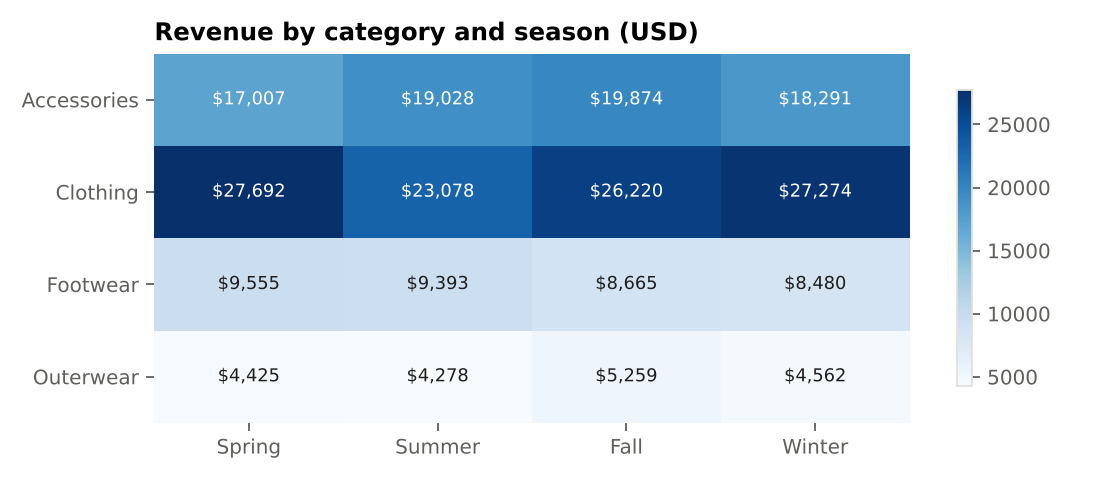 Revenue by category and season (USD)
Accessories $17,007 $19,028 $19,874 $18,291
Clothing $27,692 $23,078 $26,220 $27,274
Footwear $9,555 $9,393 $8,665 $8,480
Outerwear $4,425 $4,278 $5,259 $4,562
Spring Summer Fall Winter
25000
20000
15000
10000
5000